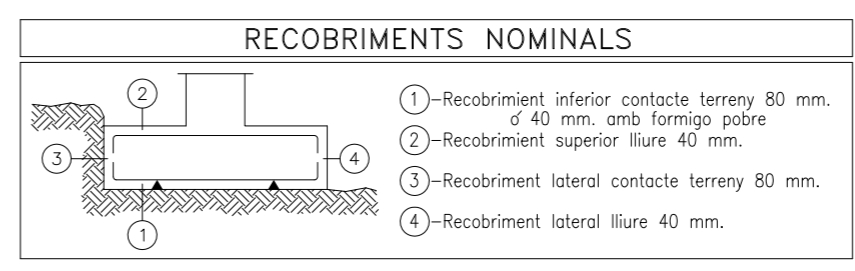 RECOBRIMENTS NOMINALS
2
3
4
1
1 -Recobrimient inferior contacte terreny 80 mm.
ó 40 mm. amb formigo pobre
2 -Recobrimient superior lliure 40 mm.
3 -Recobriment lateral contacte terreny 80 mm.
4 -Recobriment lateral lliure 40 mm.